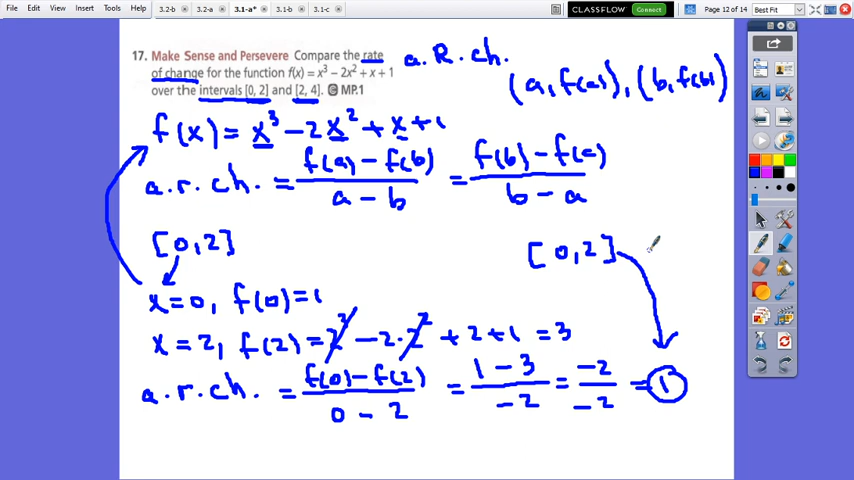 File Edit View Insert Tools Help 3.2-b 3.2-a 3.1-a* 3.1-b 3.1-c CLASSFLOW Connect Page 12 of 14 Best Fit
17. Make Sense and Persevere Compare the rate
of change for the function f(x) = x³ − 2x² + x + 1
over the intervals [0, 2] and [2, 4]. MP.1
a.R.ch.
(a, f(a)), (b, f(b))
f(x) = x³ − 2x² + x + 1
a.r.ch. = f(a) − f(b) / a − b = f(b) − f(a) / b − a
[0, 2] [0, 2]
x = 0, f(0) = 1
x = 2, f(2) = 2³ − 2·2² + 2 + 1 = 3
a.r.ch. = f(0) − f(2) / 0 − 2 = 1 − 3 / −2 = −2 / −2 = 1